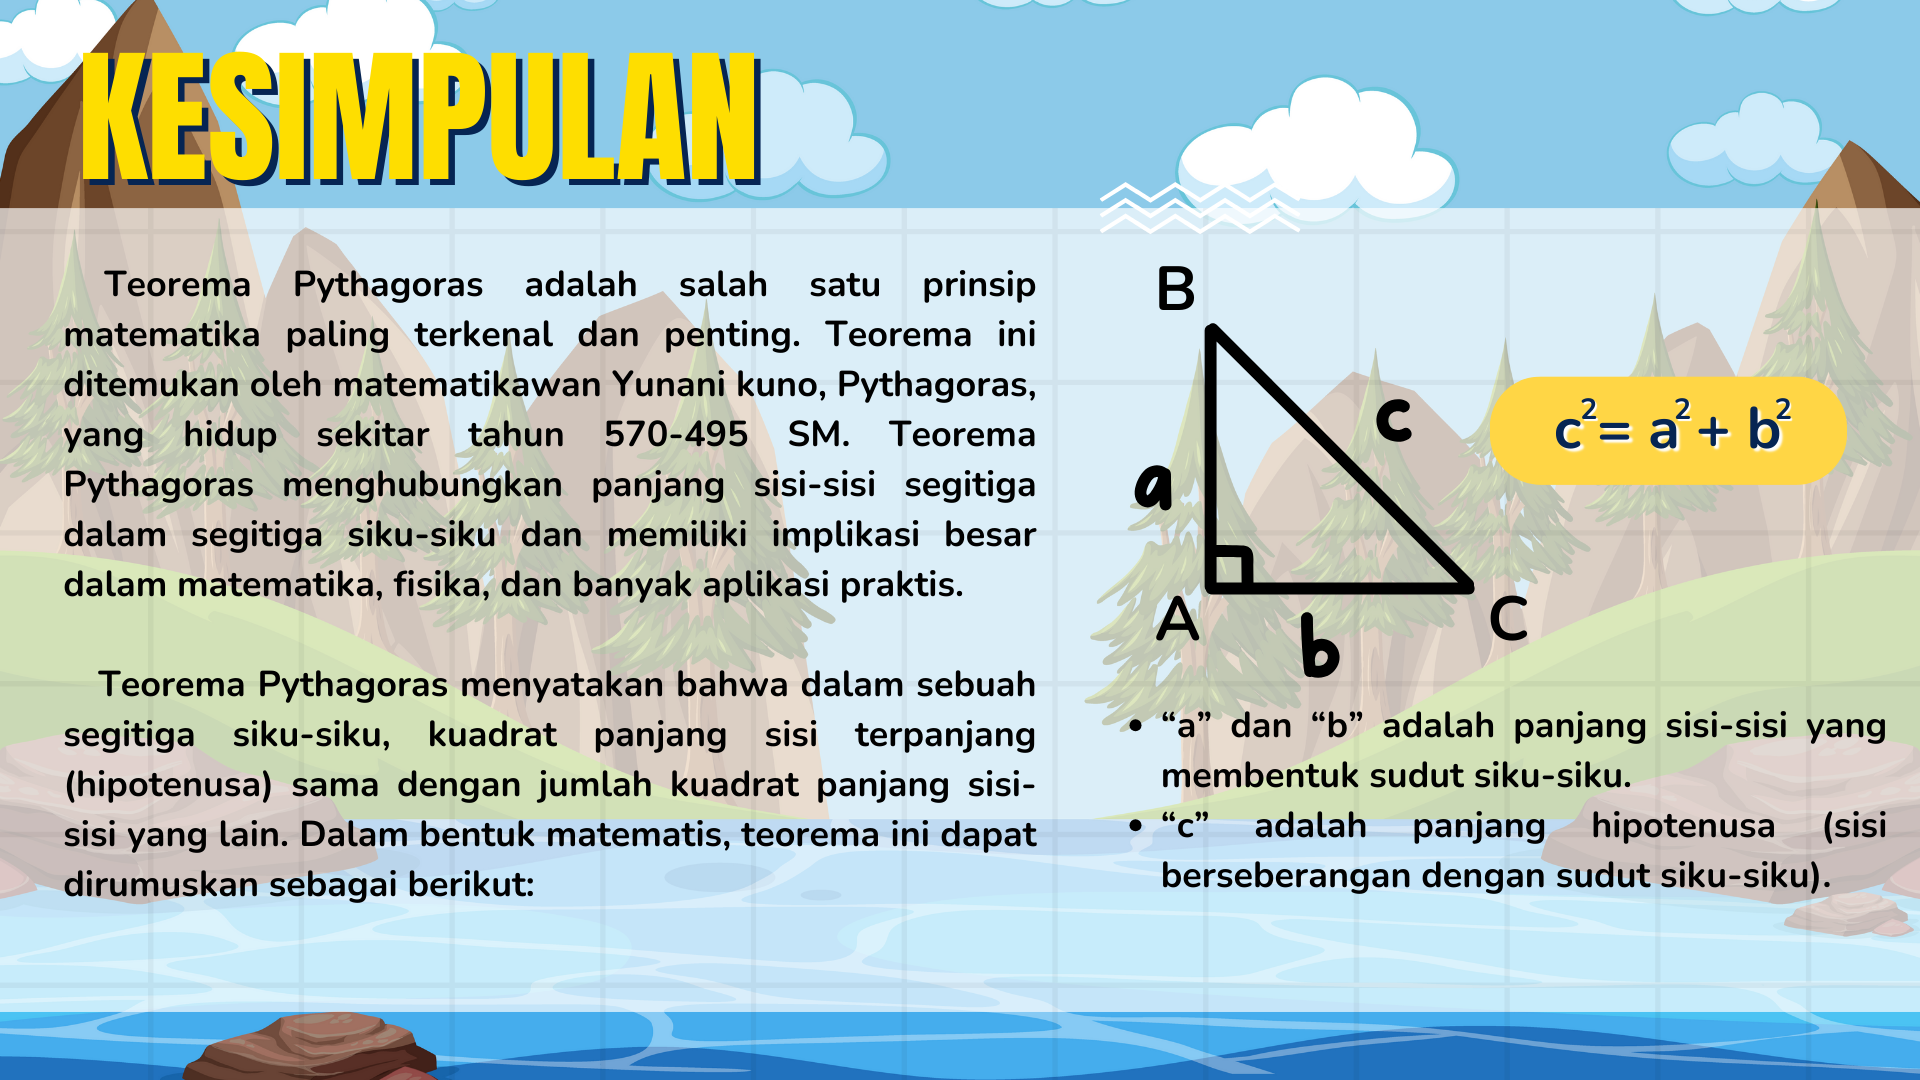 KESIMPULAN
Teorema Pythagoras adalah salah satu prinsip
matematika paling terkenal dan penting. Teorema ini
ditemukan oleh matematikawan Yunani kuno, Pythagoras,
yang hidup sekitar tahun 570-495 SM. Teorema
Pythagoras menghubungkan panjang sisi-sisi segitiga
dalam segitiga siku-siku dan memiliki implikasi besar
dalam matematika, fisika, dan banyak aplikasi praktis.
Teorema Pythagoras menyatakan bahwa dalam sebuah
segitiga siku-siku, kuadrat panjang sisi terpanjang
(hipotenusa) sama dengan jumlah kuadrat panjang sisi-
sisi yang lain. Dalam bentuk matematis, teorema ini dapat
dirumuskan sebagai berikut:
B
c
a
A
b
C
c² = a² + b²
• “a” dan “b” adalah panjang sisi-sisi yang
membentuk sudut siku-siku.
• “c” adalah panjang hipotenusa (sisi
berseberangan dengan sudut siku-siku).